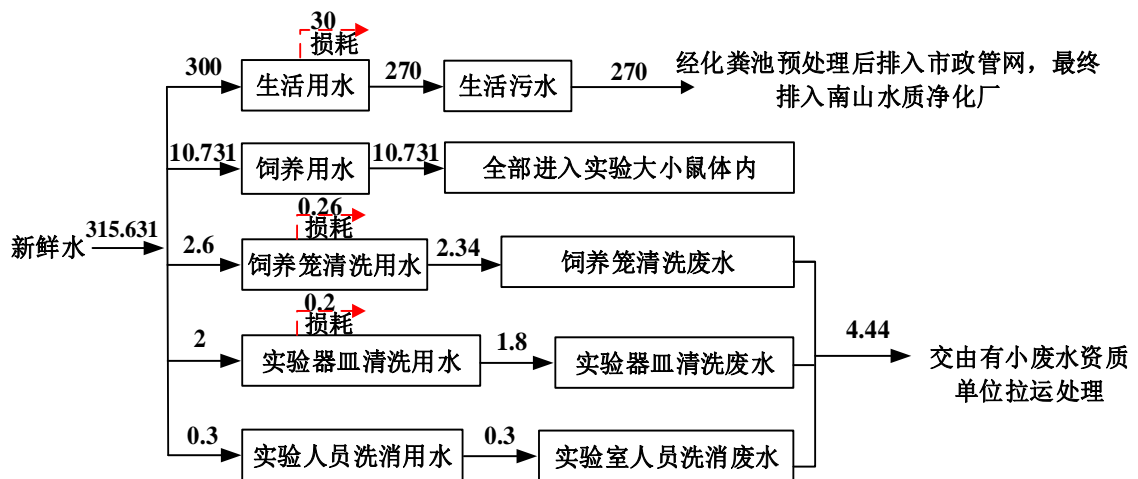 30
损耗
300
生活用水
270
生活污水
270
经化粪池预处理后排入市政管网，最终
排入南山水质净化厂
10.731
饲养用水
10.731
全部进入实验大小鼠体内
新鲜水
315.631
0.26
损耗
2.6
饲养笼清洗用水
2.34
饲养笼清洗废水
0.2
损耗
2
实验器皿清洗用水
1.8
实验器皿清洗废水
4.44
交由有小废水资质
单位拉运处理
0.3
实验人员洗消用水
0.3
实验室人员洗消废水